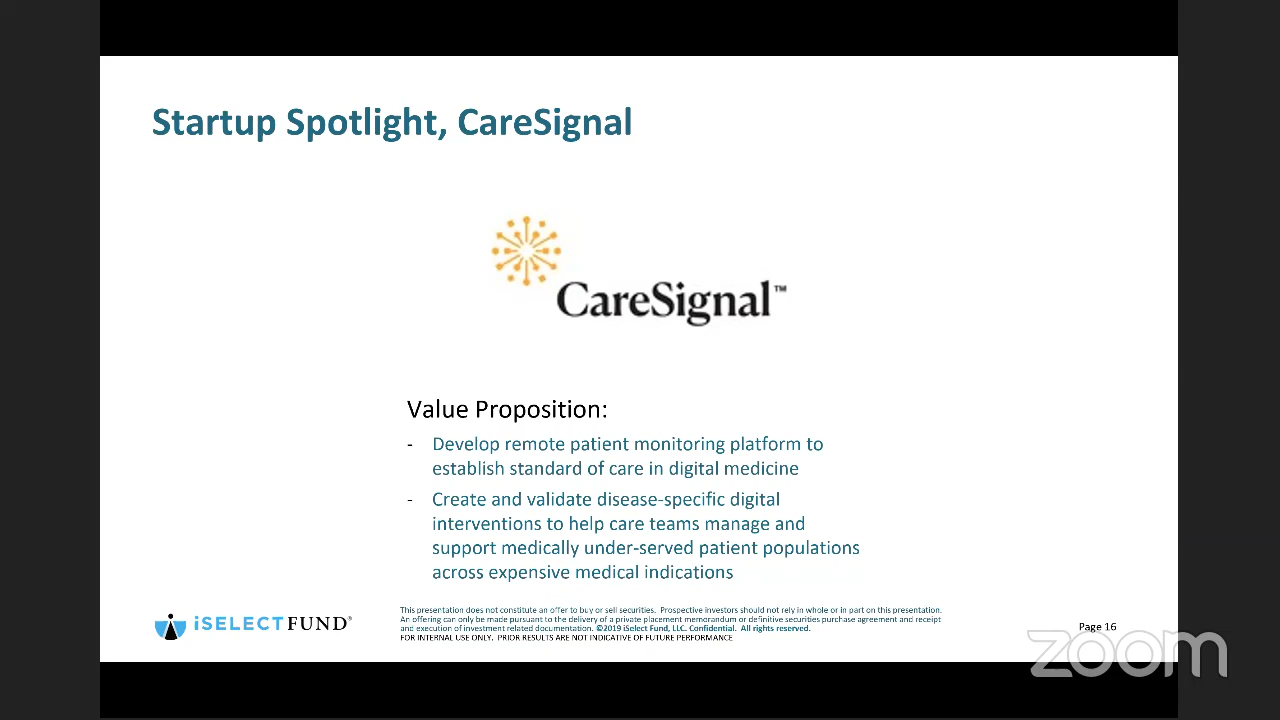 Startup Spotlight, CareSignal
CareSignal™
Value Proposition:
- Develop remote patient monitoring platform to
establish standard of care in digital medicine
- Create and validate disease-specific digital
interventions to help care teams manage and
support medically under-served patient populations
across expensive medical indications
iSELECTFUND®
This presentation does not constitute an offer to buy or sell securities. Prospective investors should not rely in whole or in part on this presentation.
An offering can only be made pursuant to the delivery of a private placement memorandum or definitive securities purchase agreement and receipt
and execution of investment related documentation. ©2019 iSelect Fund, LLC. Confidential. All rights reserved.
FOR INTERNAL USE ONLY. PRIOR RESULTS ARE NOT INDICATIVE OF FUTURE PERFORMANCE
Page 16
zoom